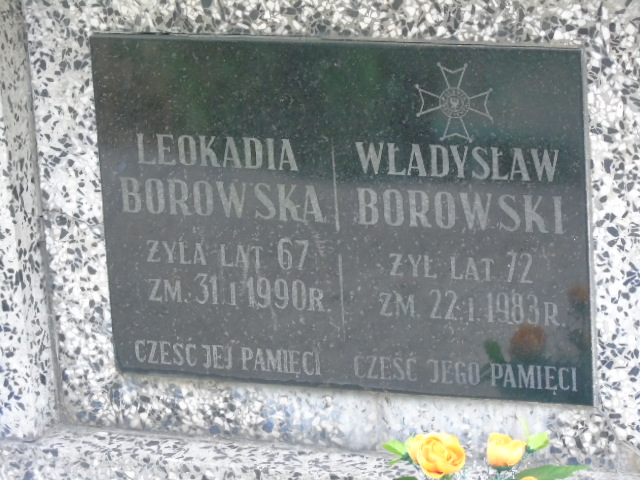 LEOKADIA
BOROWSKA
ŻYŁA LAT 67
ZM. 31.I 1990R.
CZEŚĆ JEJ PAMIĘCI
WŁADYSŁAW
BOROWSKI
ŻYŁ LAT 72
ZM. 22.I.1983R.
CZEŚĆ JEGO PAMIĘCI